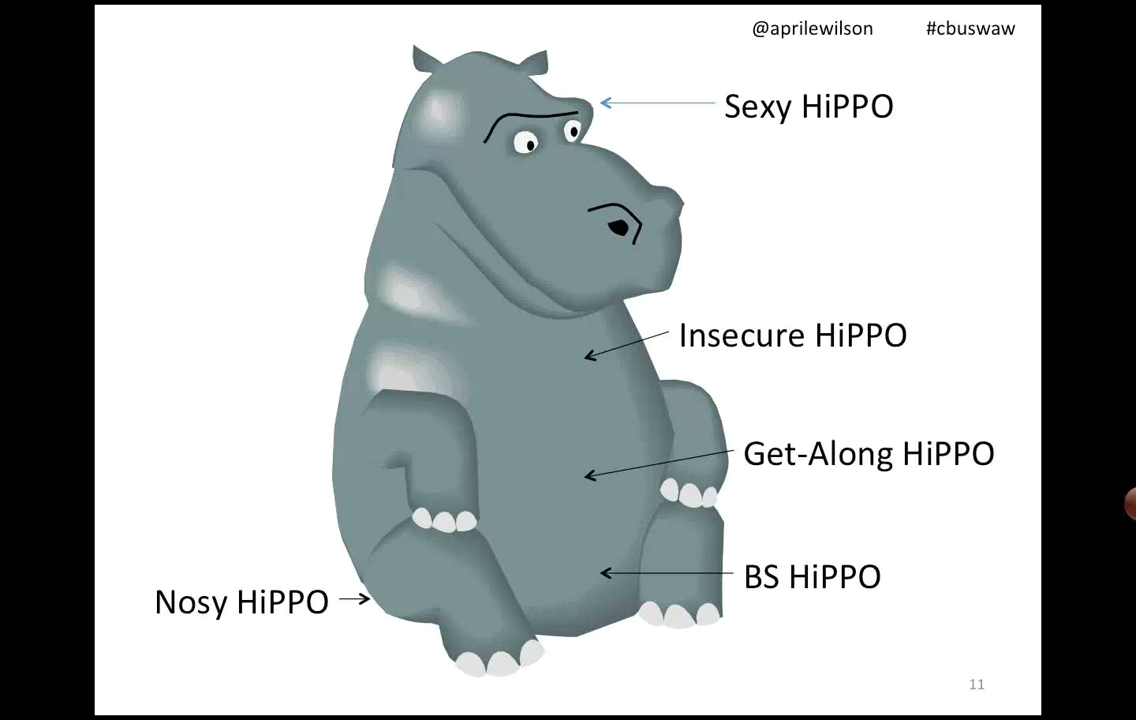 @aprilewilson #cbuswaw
Sexy HiPPO
Insecure HiPPO
Get-Along HiPPO
BS HiPPO
Nosy HiPPO
11